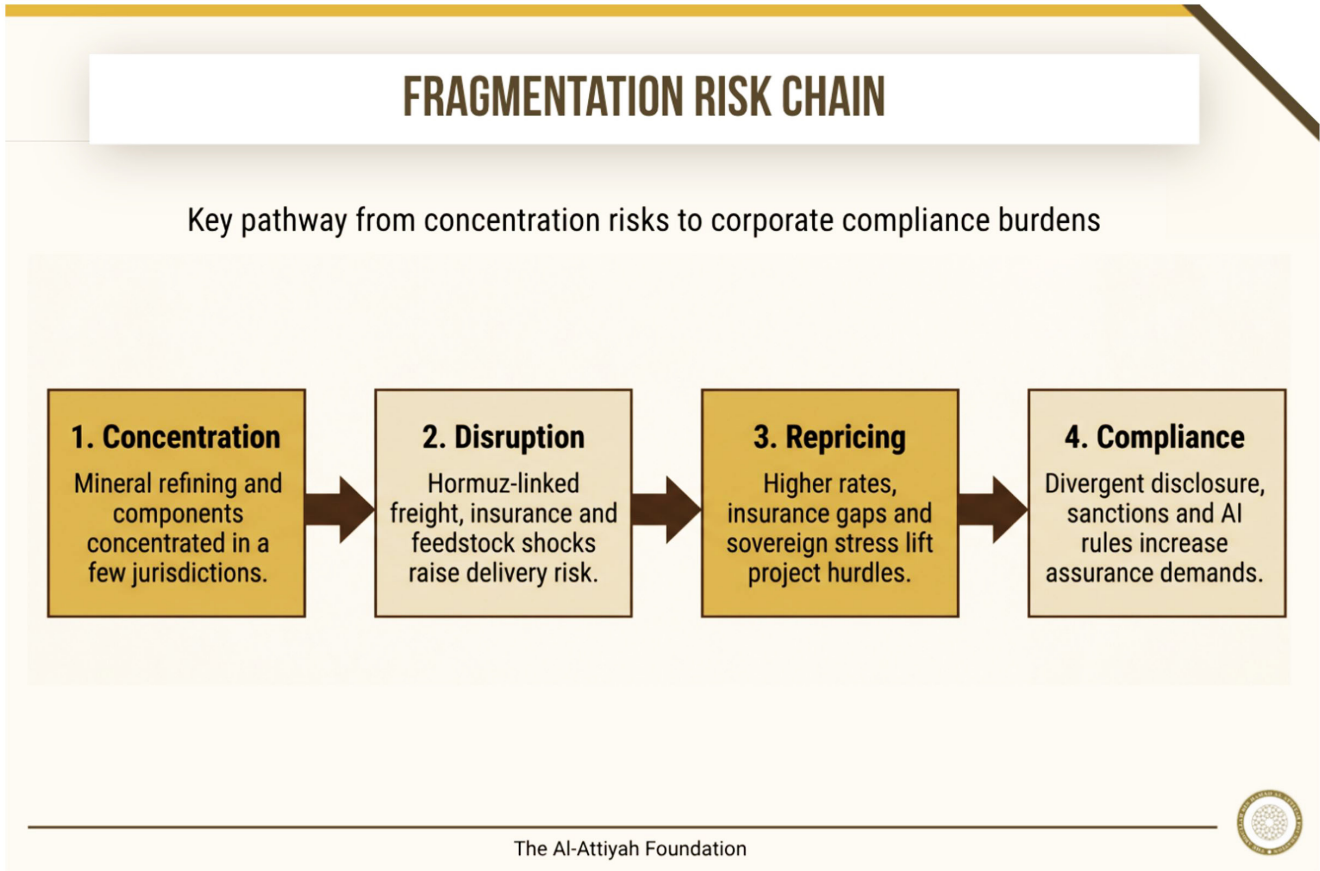 FRAGMENTATION RISK CHAIN
Key pathway from concentration risks to corporate compliance burdens
1. Concentration
Mineral refining and
components
concentrated in a
few jurisdictions.
2. Disruption
Hormuz-linked
freight, insurance and
feedstock shocks
raise delivery risk.
3. Repricing
Higher rates,
insurance gaps and
sovereign stress lift
project hurdles.
4. Compliance
Divergent disclosure,
sanctions and AI
rules increase
assurance demands.
The Al-Attiyah Foundation